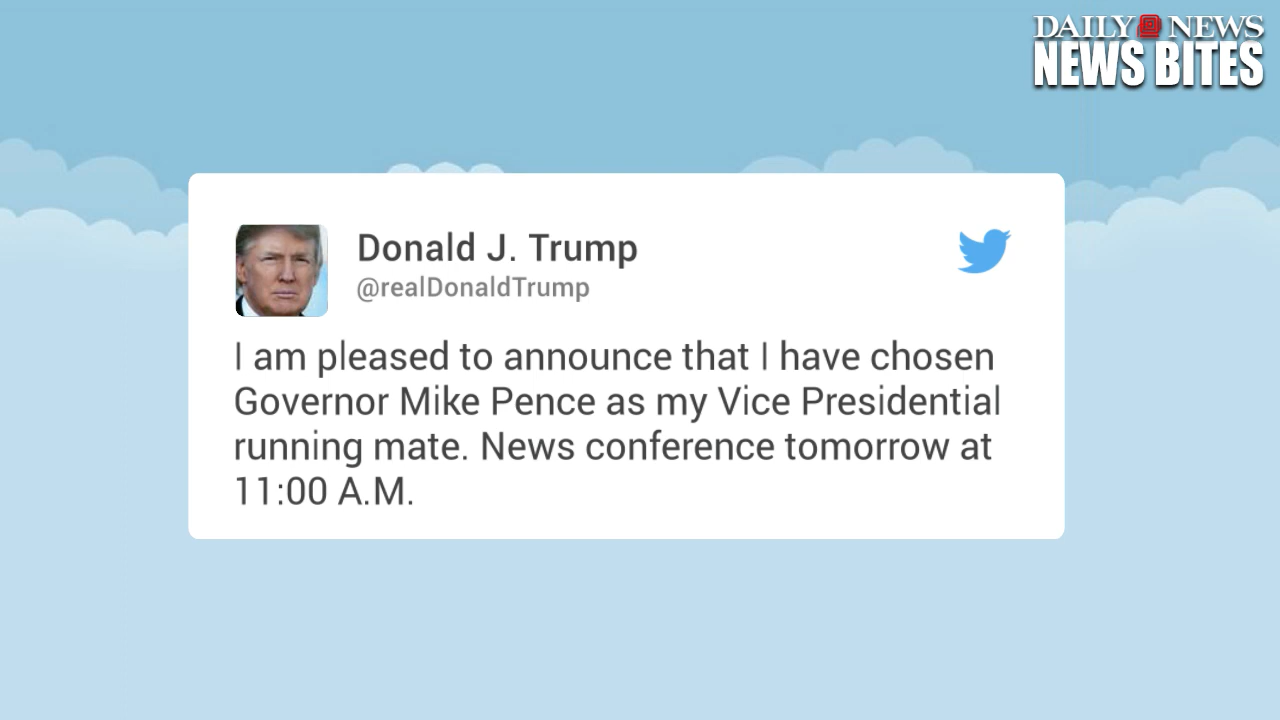 DAILY NEWS
NEWS BITES
Donald J. Trump
@realDonaldTrump
I am pleased to announce that I have chosen
Governor Mike Pence as my Vice Presidential
running mate. News conference tomorrow at
11:00 A.M.